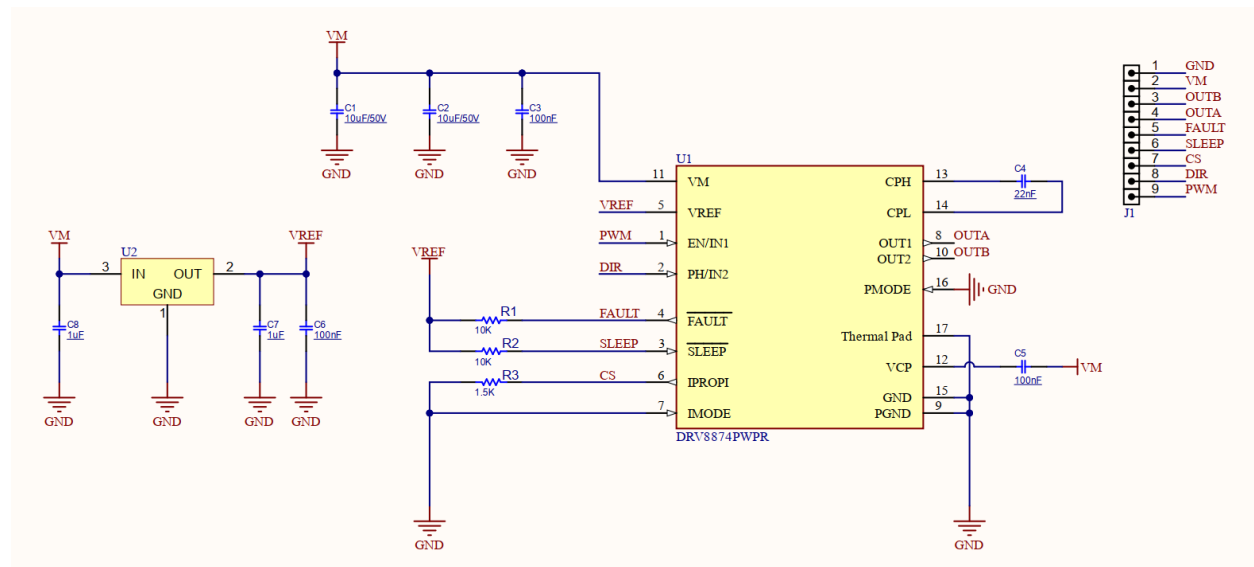 VM
C1
10uF/50V
C2
10uF/50V
C3
100nF
GND
GND
GND
1 GND
2 VM
3 OUTB
4 OUTA
5 FAULT
6 SLEEP
7 CS
8 DIR
9 PWM
J1
U1
11 VM
VREF 5 VREF
PWM 1 EN/IN1
DIR 2 PH/IN2
FAULT 4 FAULT
SLEEP 3 SLEEP
CS 6 IPROPI
7 IMODE
CPH 13
CPL 14
OUT1 8 OUTA
OUT2 10 OUTB
PMODE 16 GND
Thermal Pad 17
VCP 12
GND 15
PGND 9
DRV8874PWPR
C4
22nF
C5
100nF
VM
GND
VREF
R1
10K
R2
10K
R3
1.5K
GND
VM
U2
3 IN OUT 2
GND
1
VREF
C8
1uF
C7
1uF
C6
100nF
GND
GND
GND
GND